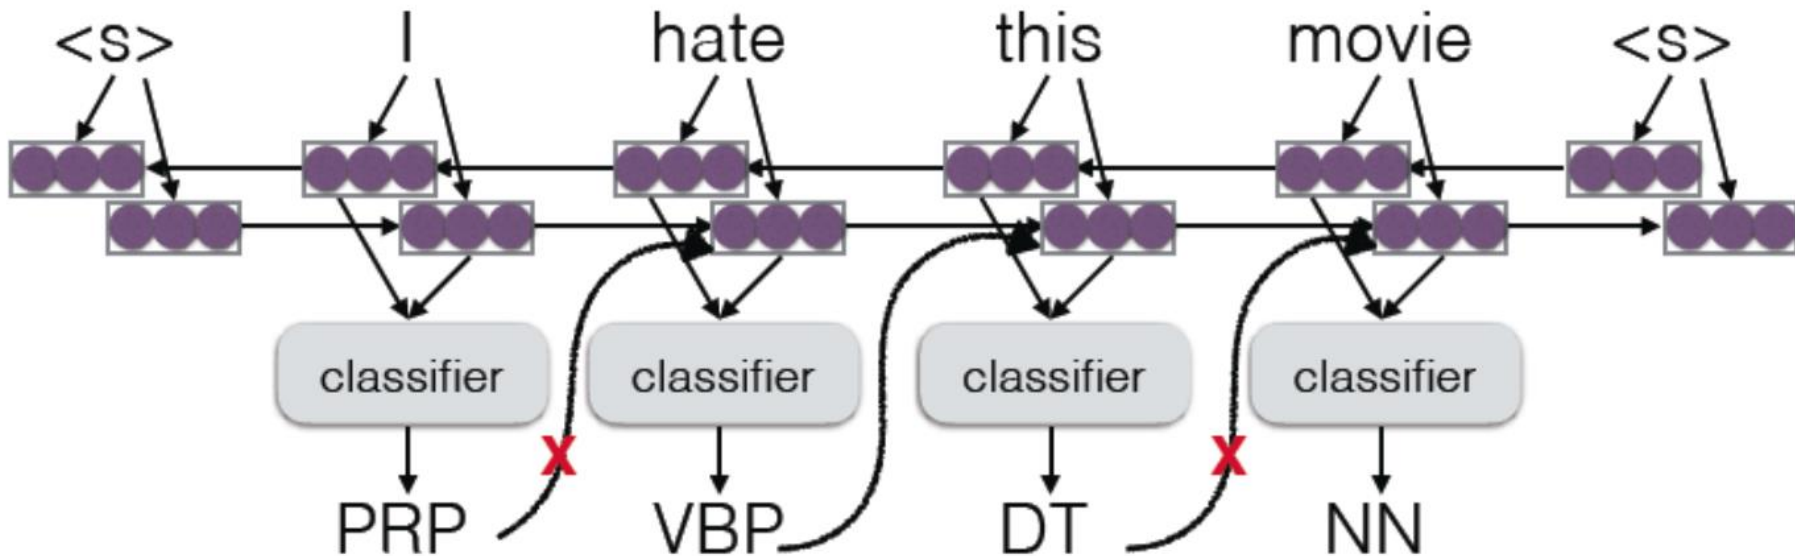 <s> I hate this movie <s>
classifier classifier classifier classifier
X X
PRP VBP DT NN